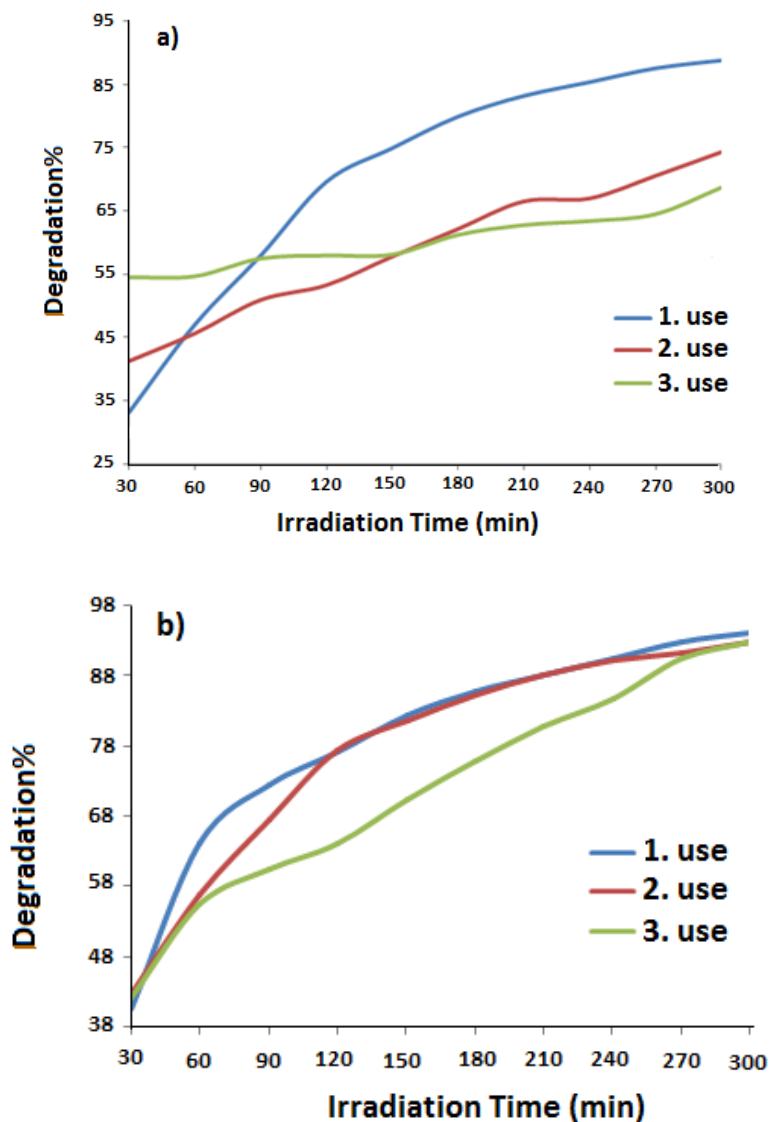 a)
Degradation%
95
85
75
65
55
45
35
25
1. use
2. use
3. use
30 60 90 120 150 180 210 240 270 300
Irradiation Time (min)
b)
Degradation%
98
88
78
68
58
48
38
1. use
2. use
3. use
30 60 90 120 150 180 210 240 270 300
Irradiation Time (min)